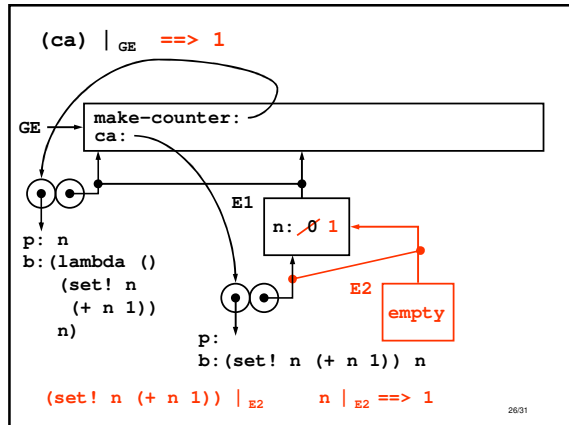 (ca) | GE ==> 1
make-counter:
GE
ca:
E1
n: 0 1
p: n
b:(lambda ()
(set! n
(+ n 1))
n)
E2
empty
p:
b:(set! n (+ n 1)) n
(set! n (+ n 1)) | E2 n | E2 ==> 1
26/31